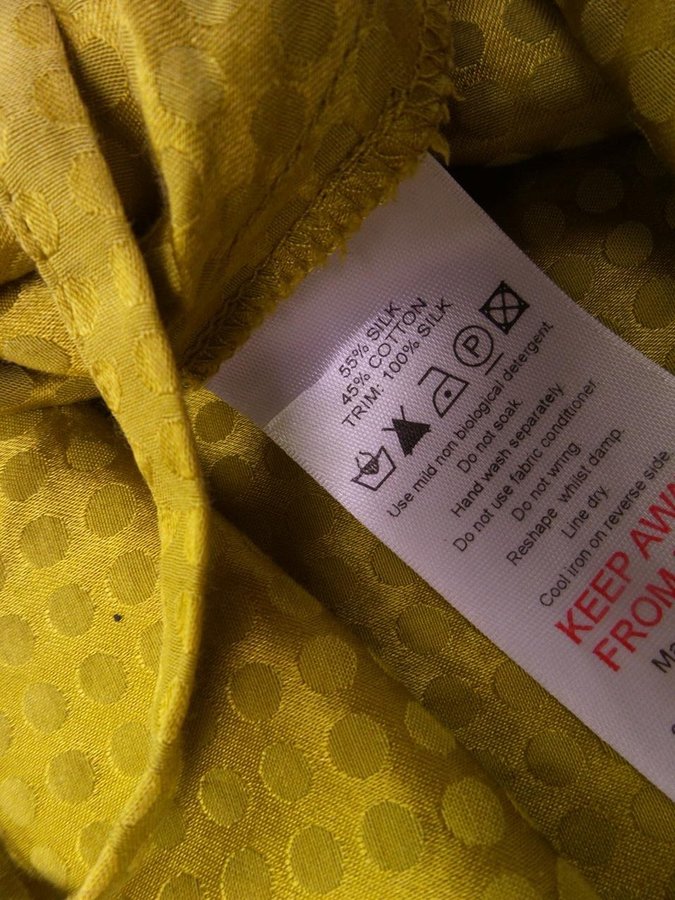 55% SILK
45% COTTON
TRIM: 100% SILK
P
Use mild non biological detergent.
Do not soak.
Hand wash separately
Do not use fabric conditioner
Do not wring.
Reshape whilst damp.
Line dry.
Cool iron on reverse side
KEEP
FROM